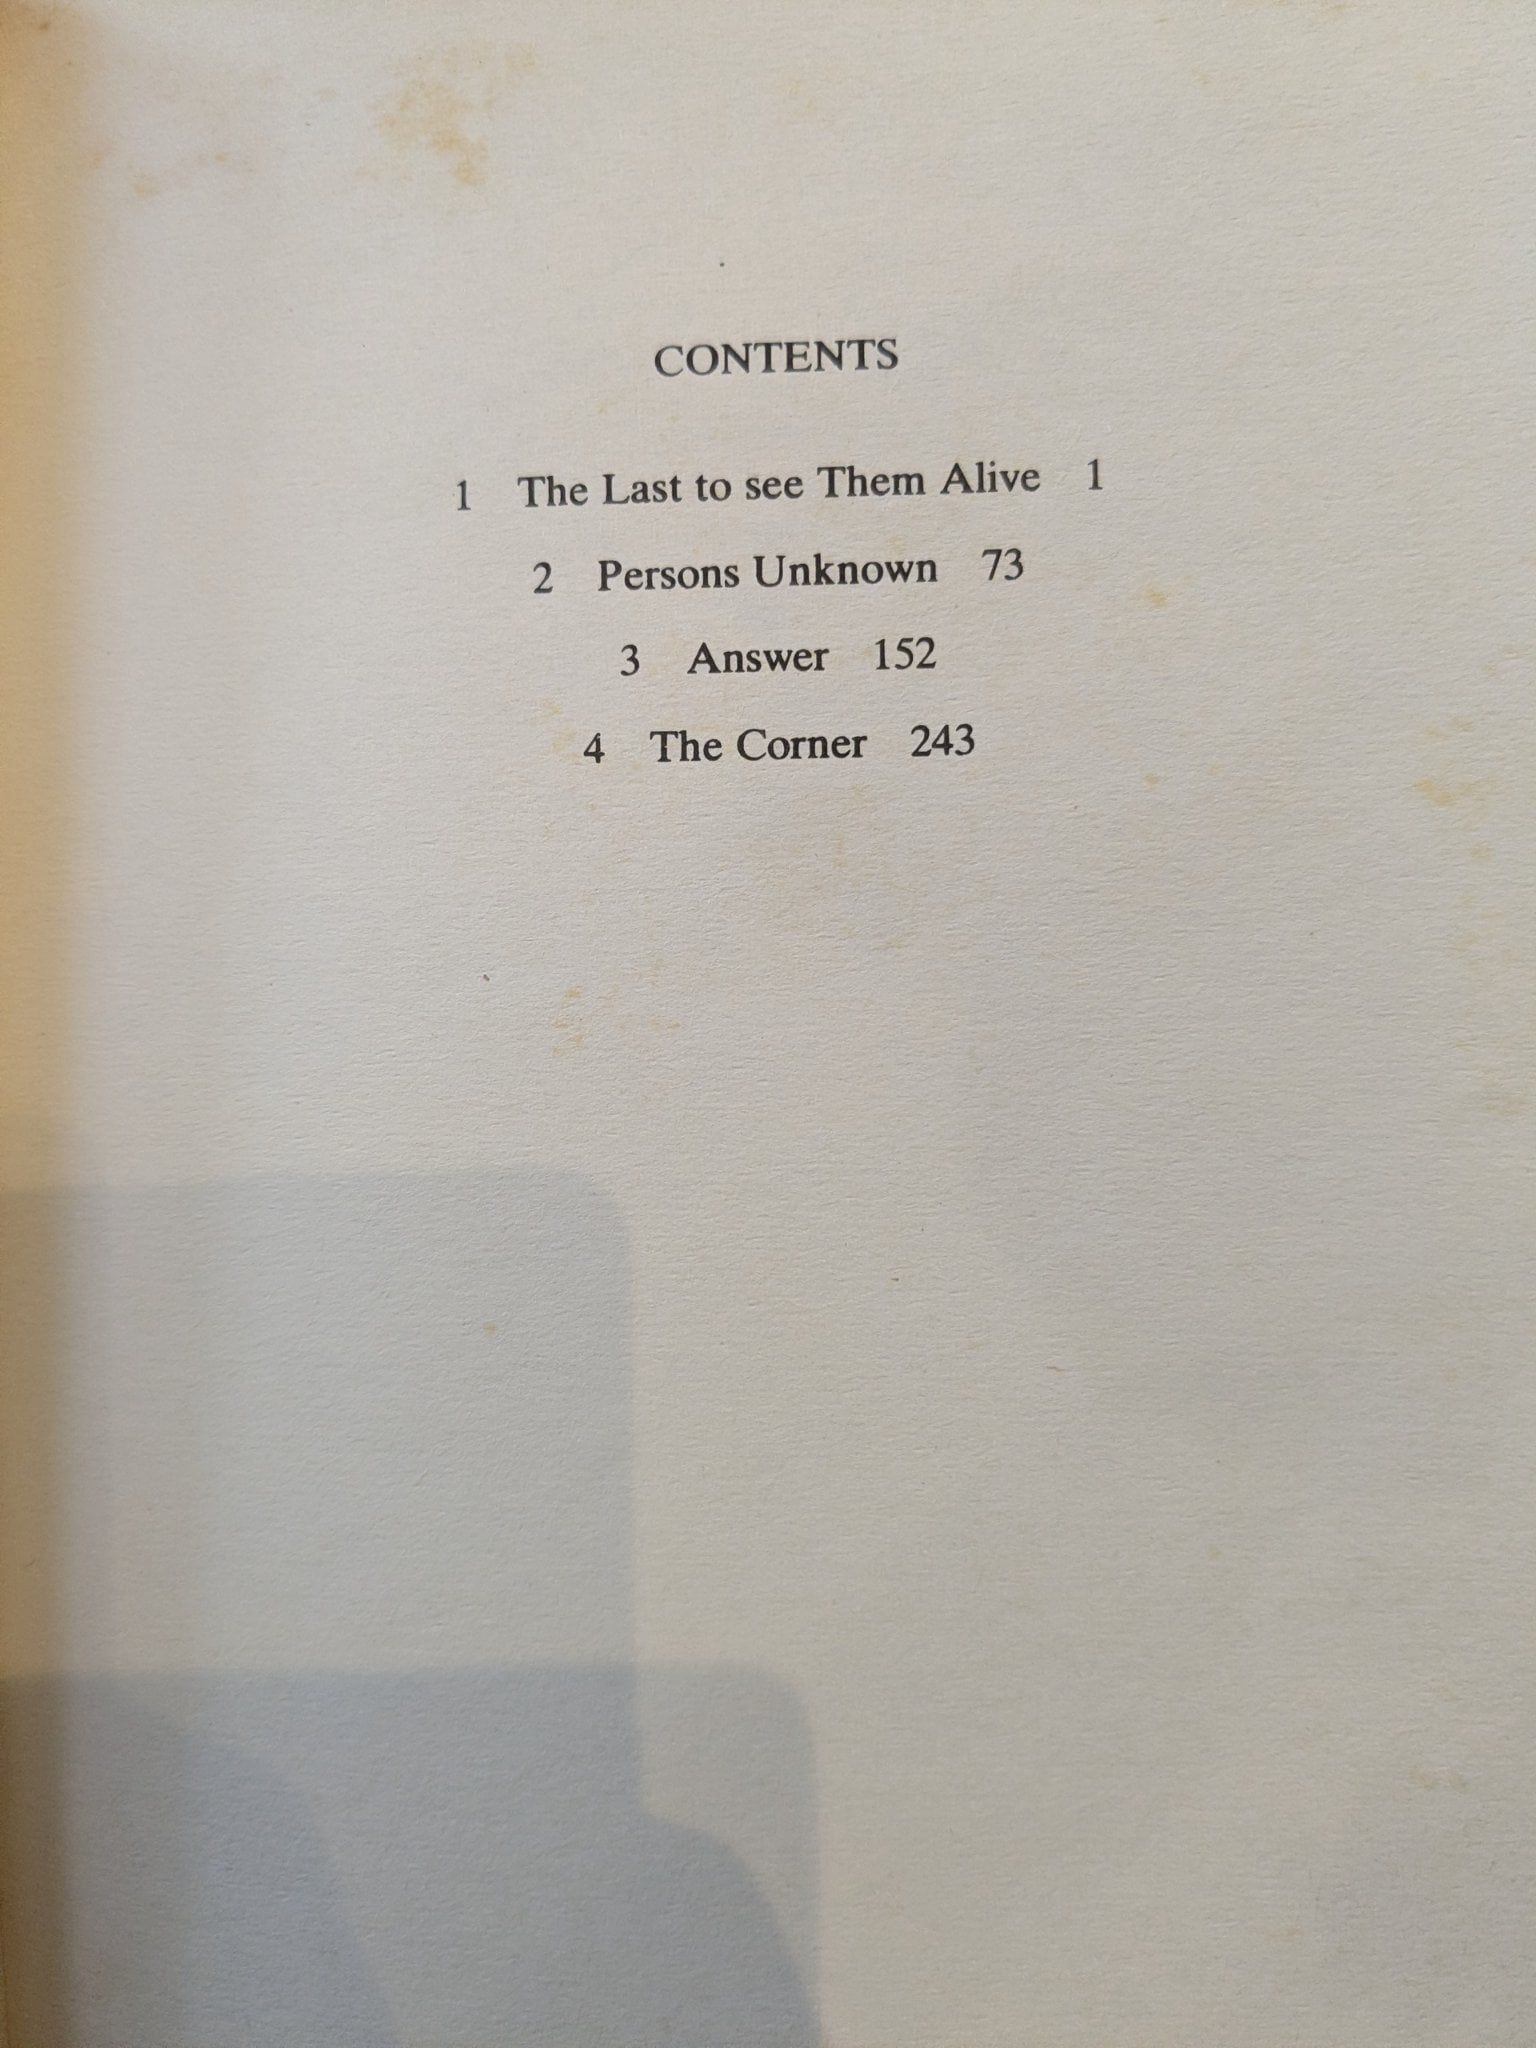 CONTENTS
1 The Last to see Them Alive 1
2 Persons Unknown 73
3 Answer 152
4 The Corner 243